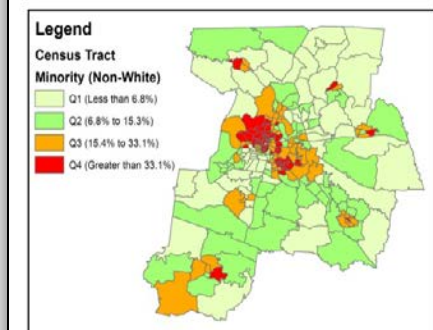 Legend
Census Tract
Minority (Non-White)
Q1 (Less than 6.8%)
Q2 (6.8% to 15.3%)
Q3 (15.4% to 33.1%)
Q4 (Greater than 33.1%)